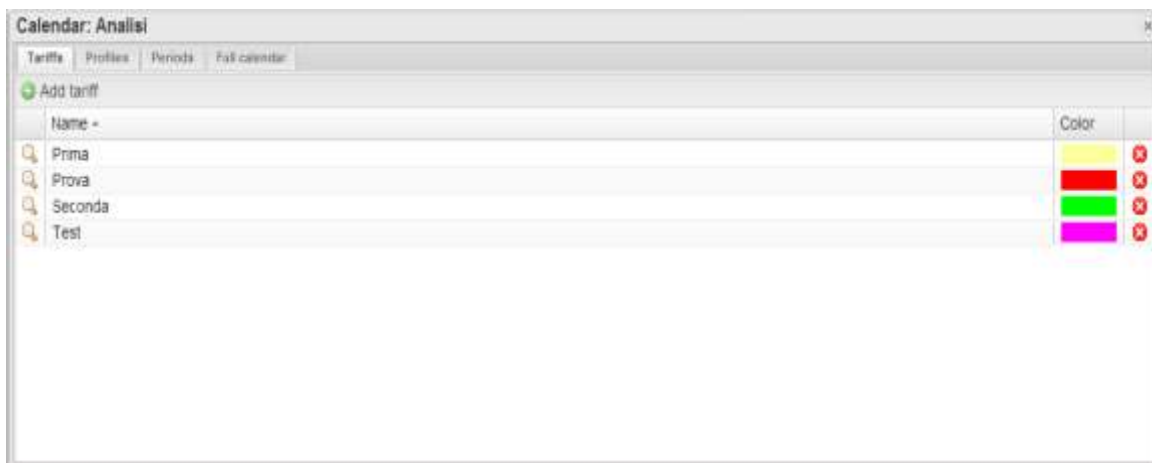 Calendar: Analisi
Tariffs Profiles Periods Full calendar
Add tariff
Name Color
Prima
Prova
Seconda
Test